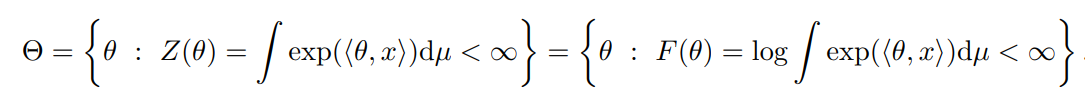 Θ = {θ : Z(θ) = ∫ exp(⟨θ, x⟩)dμ < ∞} = {θ : F(θ) = log ∫ exp(⟨θ, x⟩)dμ < ∞}.